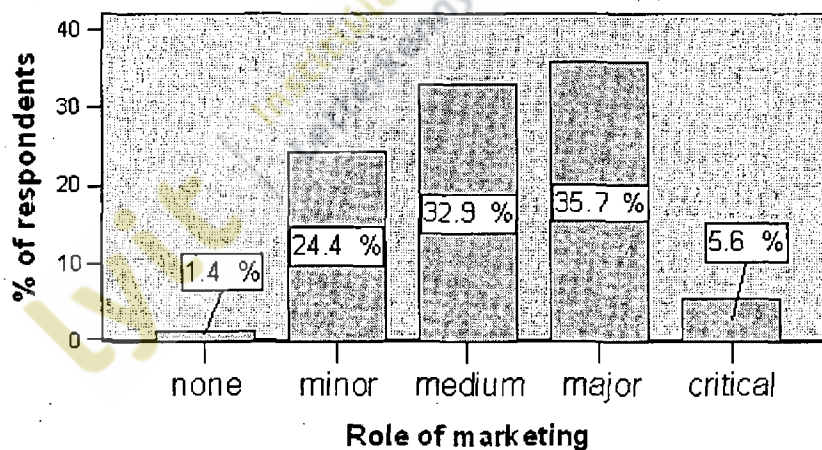 % of respondents
40
30
20
10
0
1.4 %
24.4 %
32.9 %
35.7 %
5.6 %
none minor medium major critical
Role of marketing
lyit